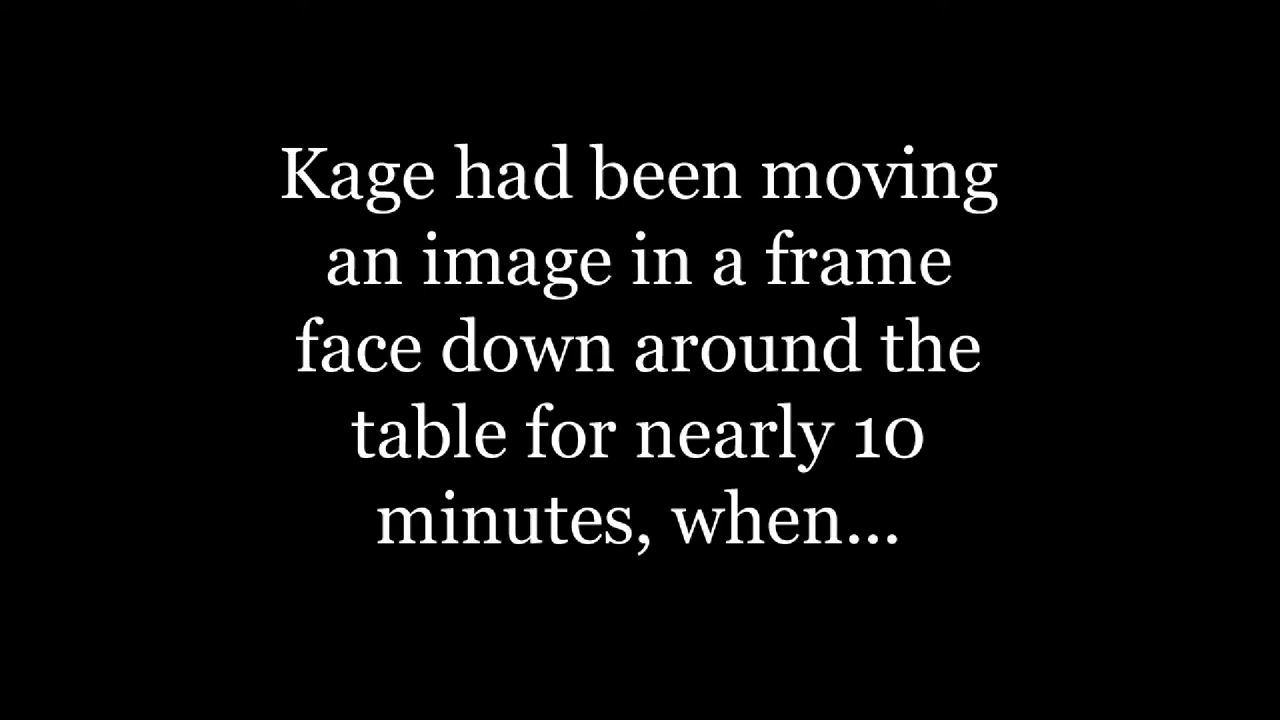 Kage had been moving
an image in a frame
face down around the
table for nearly 10
minutes, when...